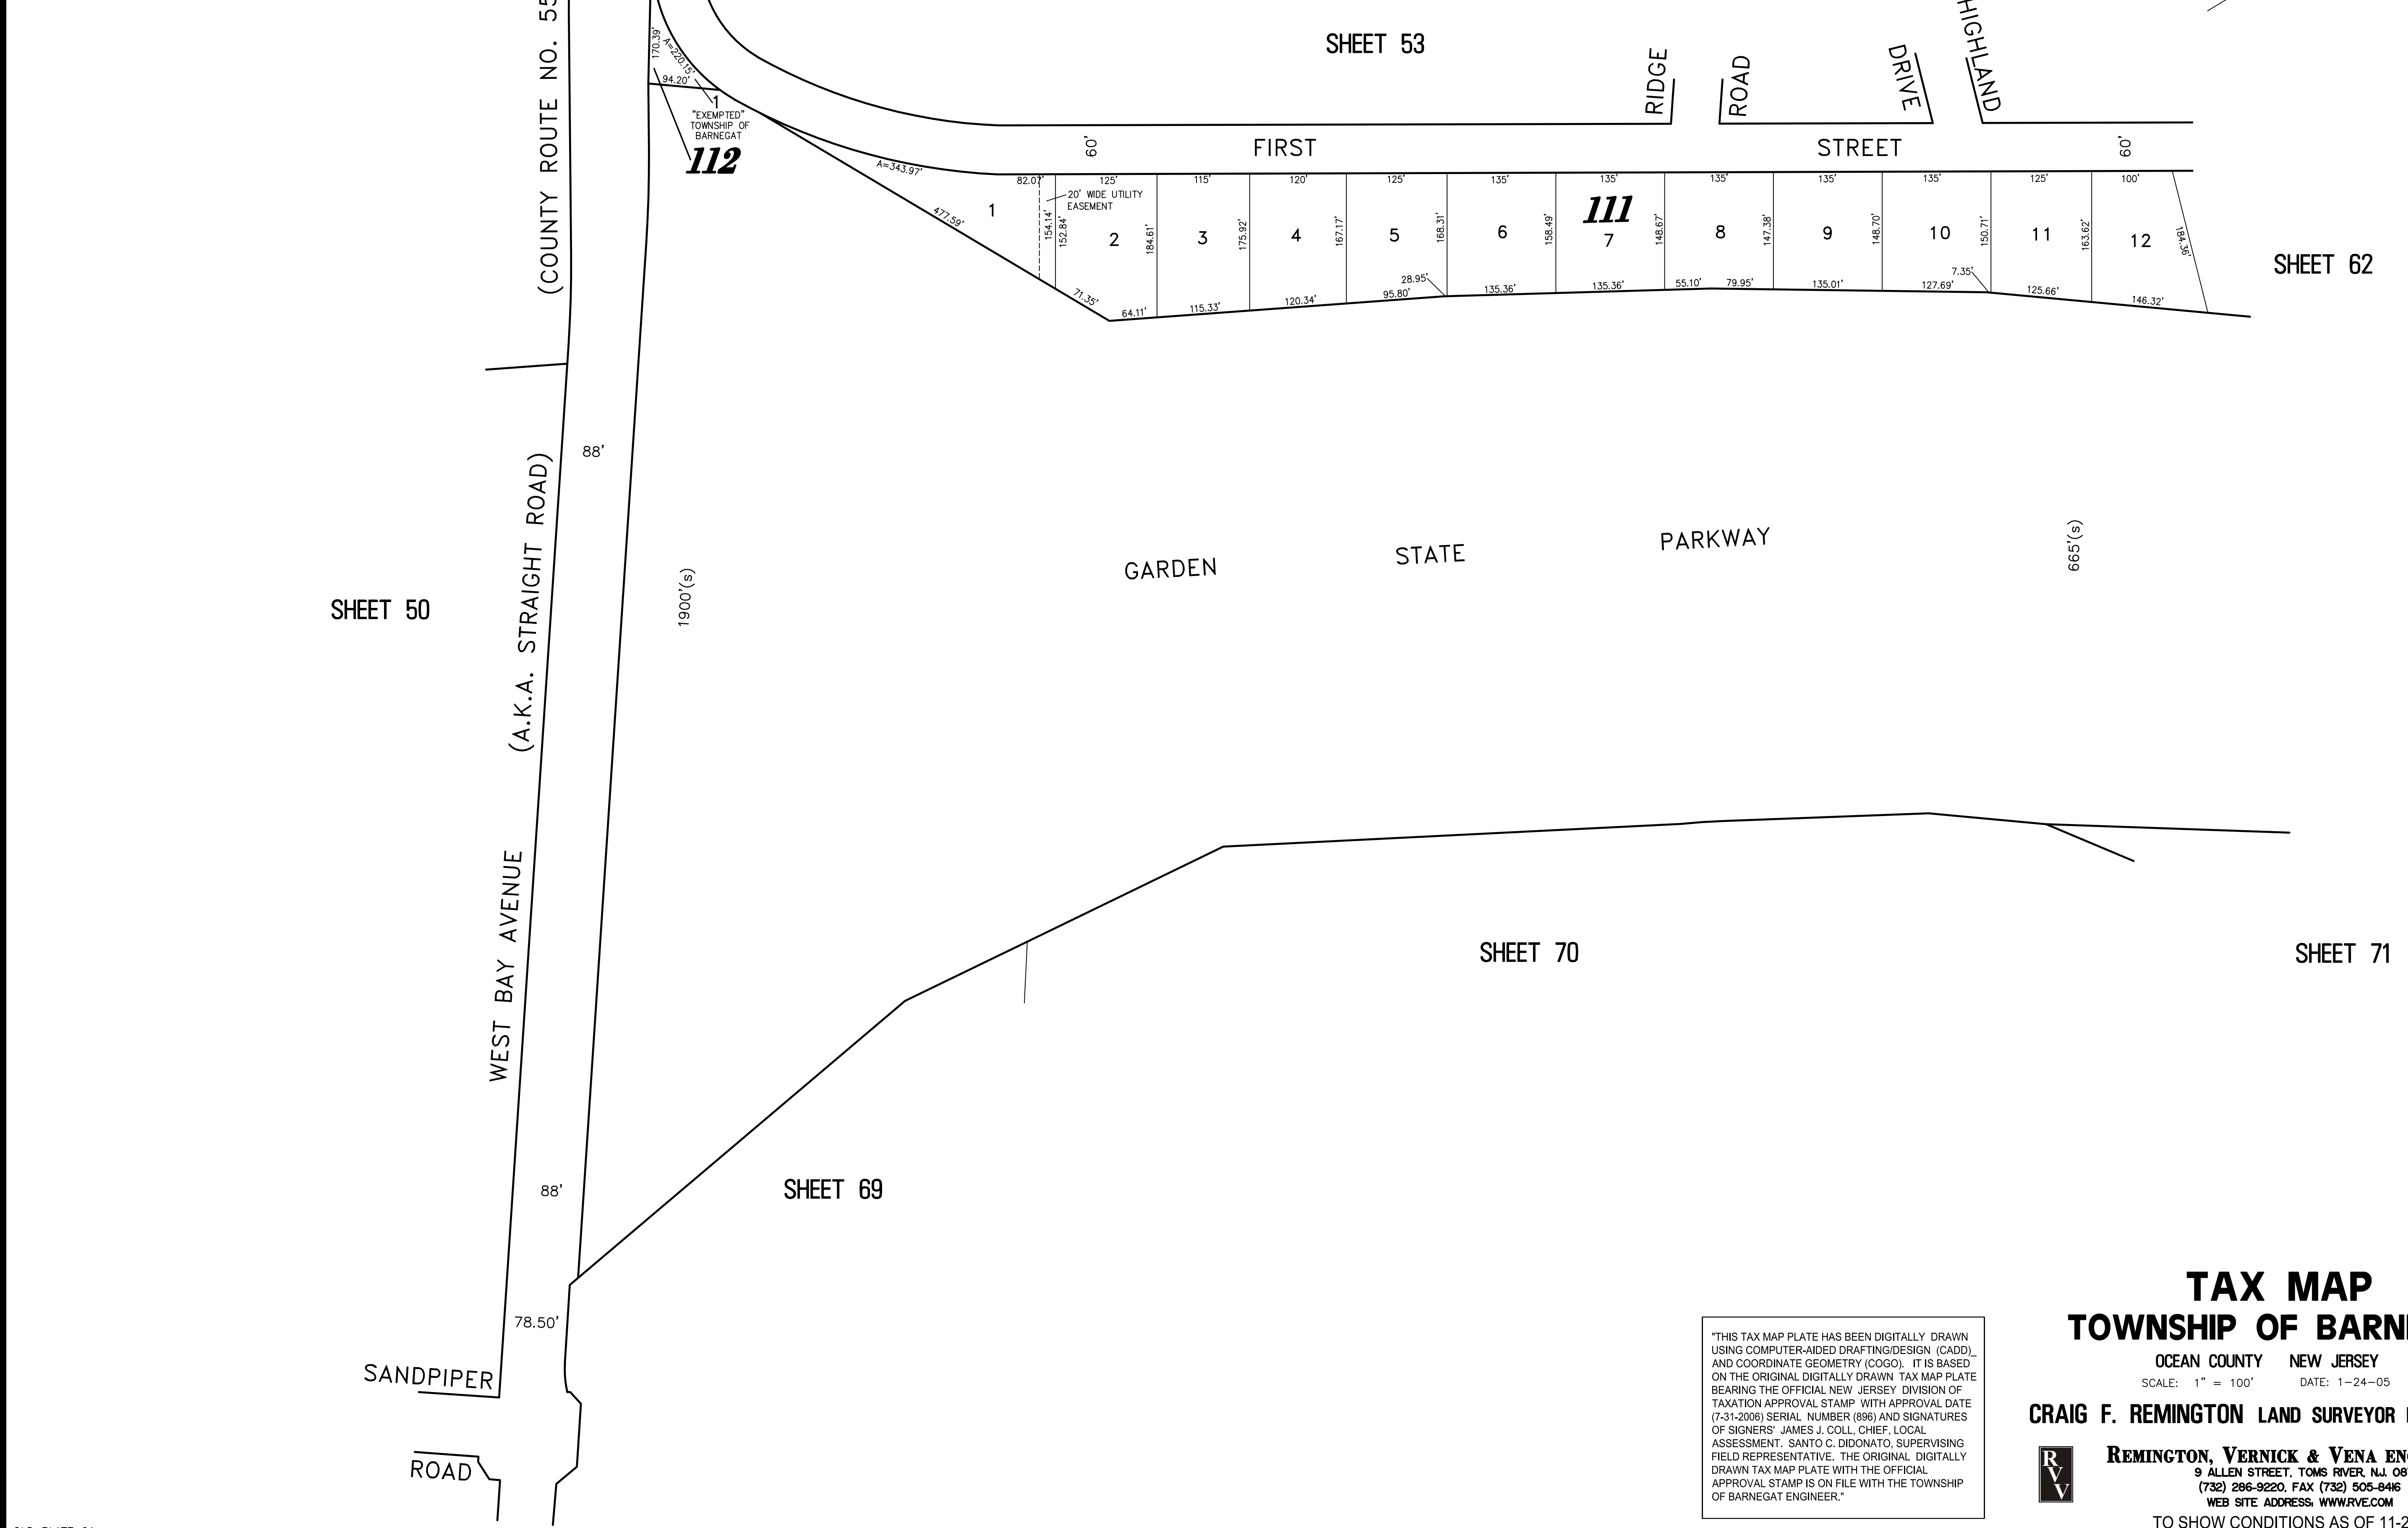 SHEET 53
HIGHLAND
DRIVE
RIDGE
ROAD
(COUNTY ROUTE NO. 55
170.39'
A=220.15'
94.20'
1
"EXEMPTED"
TOWNSHIP OF
BARNEGAT
112
60'
FIRST
STREET
60'
A=343.97'
477.59'
82.07'
125'
115'
120'
125'
135'
135'
135'
135'
135'
125'
100'
20' WIDE UTILITY
EASEMENT
111
1
2
3
4
5
6
7
8
9
10
11
12
154.14'
152.84'
184.61'
175.92'
167.17'
168.31'
158.49'
148.67'
147.38'
148.70'
150.71'
163.62'
184.36'
71.35'
64.11'
115.33'
120.34'
95.80'
28.95'
135.36'
135.36'
55.10'
79.95'
135.01'
127.69'
7.35'
125.66'
146.32'
SHEET 62
88'
(A.K.A. STRAIGHT ROAD)
GARDEN STATE PARKWAY
665'(s)
1900'(s)
SHEET 50
WEST BAY AVENUE
SHEET 70
SHEET 71
SHEET 69
88'
78.50'
SANDPIPER
ROAD
"THIS TAX MAP PLATE HAS BEEN DIGITALLY DRAWN
USING COMPUTER-AIDED DRAFTING/DESIGN (CADD)_
AND COORDINATE GEOMETRY (COGO). IT IS BASED
ON THE ORIGINAL DIGITALLY DRAWN TAX MAP PLATE
BEARING THE OFFICIAL NEW JERSEY DIVISION OF
TAXATION APPROVAL STAMP WITH APPROVAL DATE
(7-31-2006) SERIAL NUMBER (896) AND SIGNATURES
OF SIGNERS' JAMES J. COLL, CHIEF, LOCAL
ASSESSMENT. SANTO C. DIDONATO, SUPERVISING
FIELD REPRESENTATIVE. THE ORIGINAL DIGITALLY
DRAWN TAX MAP PLATE WITH THE OFFICIAL
APPROVAL STAMP IS ON FILE WITH THE TOWNSHIP
OF BARNEGAT ENGINEER."
TAX MAP
TOWNSHIP OF BARN
OCEAN COUNTY NEW JERSEY
SCALE: 1" = 100' DATE: 1-24-05
CRAIG F. REMINGTON LAND SURVEYOR
RVV
REMINGTON, VERNICK & VENA EN
9 ALLEN STREET, TOMS RIVER, N.J. 08
(732) 286-9220, FAX (732) 505-8416
WEB SITE ADDRESS: WWW.RVE.COM
TO SHOW CONDITIONS AS OF 11-2